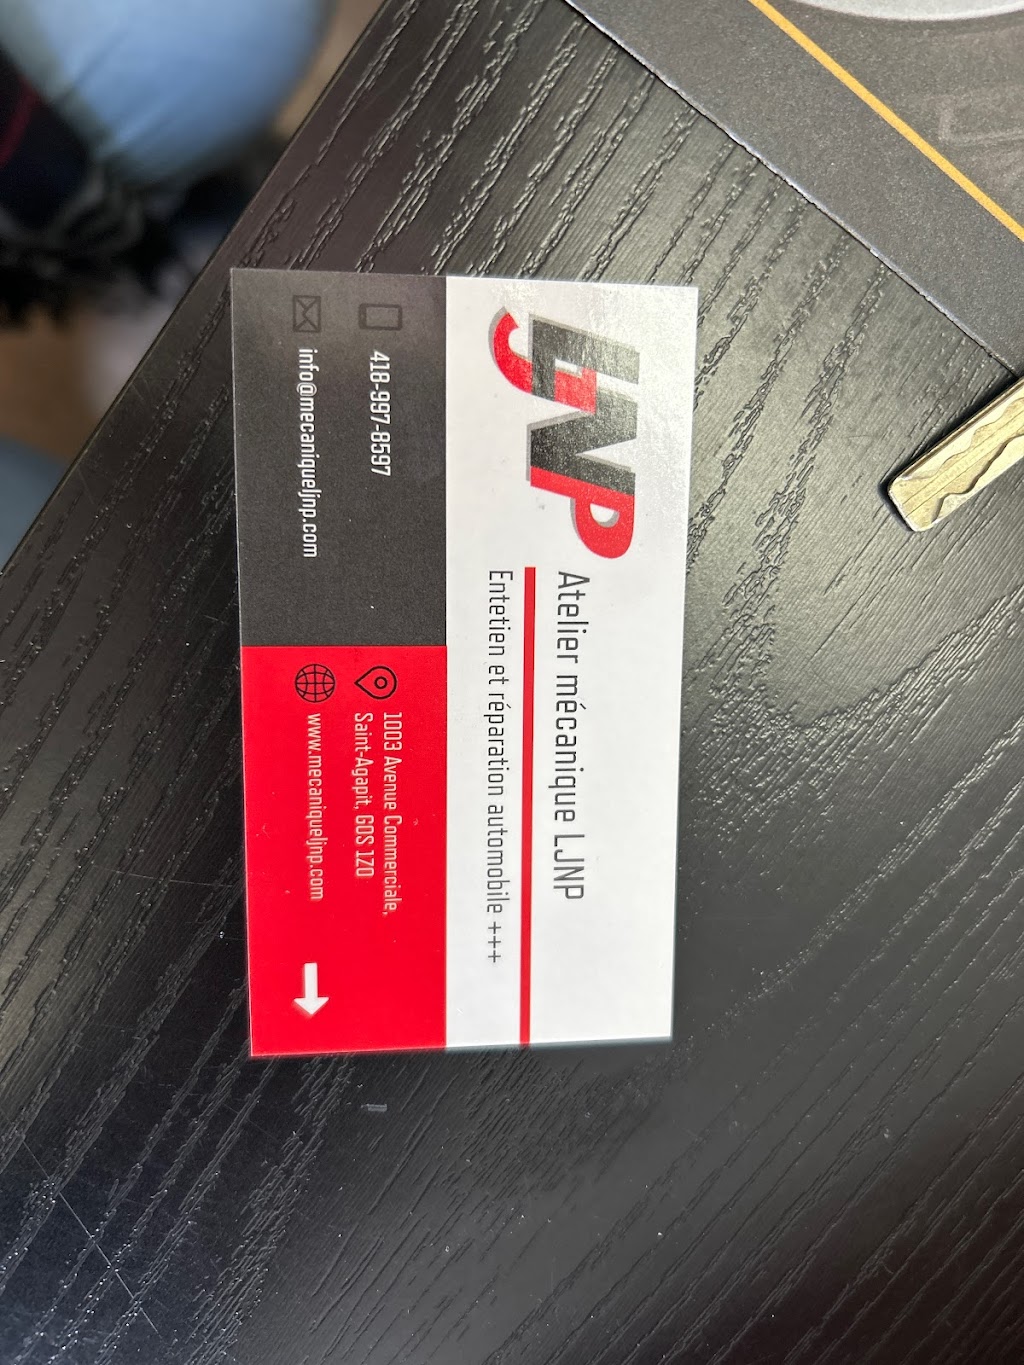 LJNP
Atelier mécanique LJNP
Entetien et réparation automobile +++
418-997-8597
info@mecaniqueljnp.com
1003 Avenue Commerciale,
Saint-Agapit, G0S 1Z0
www.mecaniqueljnp.com